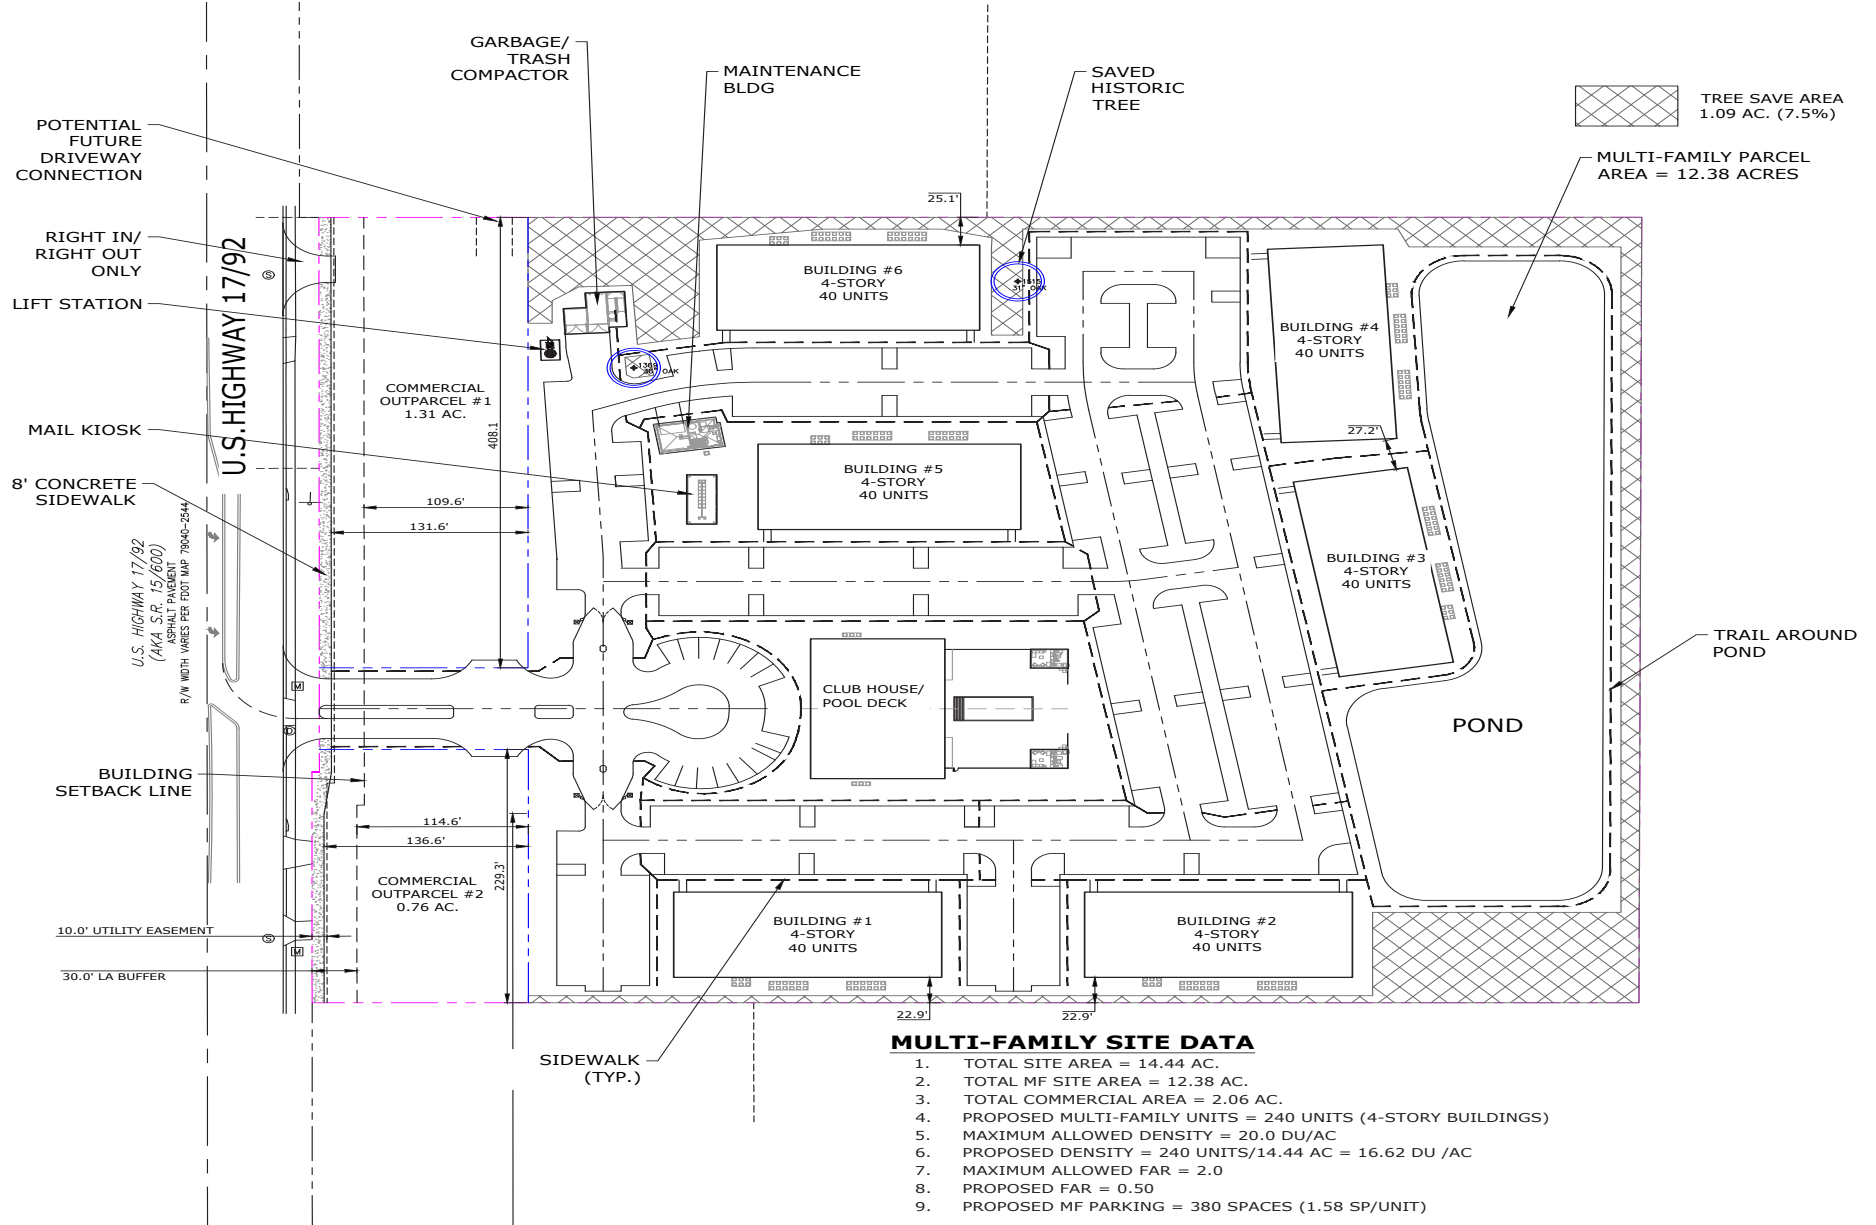 GARBAGE/
TRASH
COMPACTOR
MAINTENANCE
BLDG
SAVED
HISTORIC
TREE
TREE SAVE AREA
1.09 AC. (7.5%)
POTENTIAL
FUTURE
DRIVEWAY
CONNECTION
MULTI-FAMILY PARCEL
AREA = 12.38 ACRES
25.1'
RIGHT IN/
RIGHT OUT
ONLY
U.S.HIGHWAY 17/92
S
LIFT STATION
BUILDING #6
4-STORY
40 UNITS
31" OAK
BUILDING #4
4-STORY
40 UNITS
COMMERCIAL
OUTPARCEL #1
1.31 AC.
408.1
MAIL KIOSK
27.2'
BUILDING #5
4-STORY
40 UNITS
8' CONCRETE
SIDEWALK
109.6'
131.6'
U.S. HIGHWAY 17/92
(AKA S.R. 15/600)
ASPHALT PAVEMENT
R/W WIDTH VARIES PER FDOT MAP 79040-2544
BUILDING #3
4-STORY
40 UNITS
TRAIL AROUND
POND
M
CLUB HOUSE/
POOL DECK
POND
D
BUILDING
SETBACK LINE
114.6'
136.6'
229.3'
COMMERCIAL
OUTPARCEL #2
0.76 AC.
BUILDING #1
4-STORY
40 UNITS
BUILDING #2
4-STORY
40 UNITS
10.0' UTILITY EASEMENT
S
M
30.0' LA BUFFER
22.9'
22.9'
SIDEWALK
(TYP.)
MULTI-FAMILY SITE DATA
1. TOTAL SITE AREA = 14.44 AC.
2. TOTAL MF SITE AREA = 12.38 AC.
3. TOTAL COMMERCIAL AREA = 2.06 AC.
4. PROPOSED MULTI-FAMILY UNITS = 240 UNITS (4-STORY BUILDINGS)
5. MAXIMUM ALLOWED DENSITY = 20.0 DU/AC
6. PROPOSED DENSITY = 240 UNITS/14.44 AC = 16.62 DU /AC
7. MAXIMUM ALLOWED FAR = 2.0
8. PROPOSED FAR = 0.50
9. PROPOSED MF PARKING = 380 SPACES (1.58 SP/UNIT)